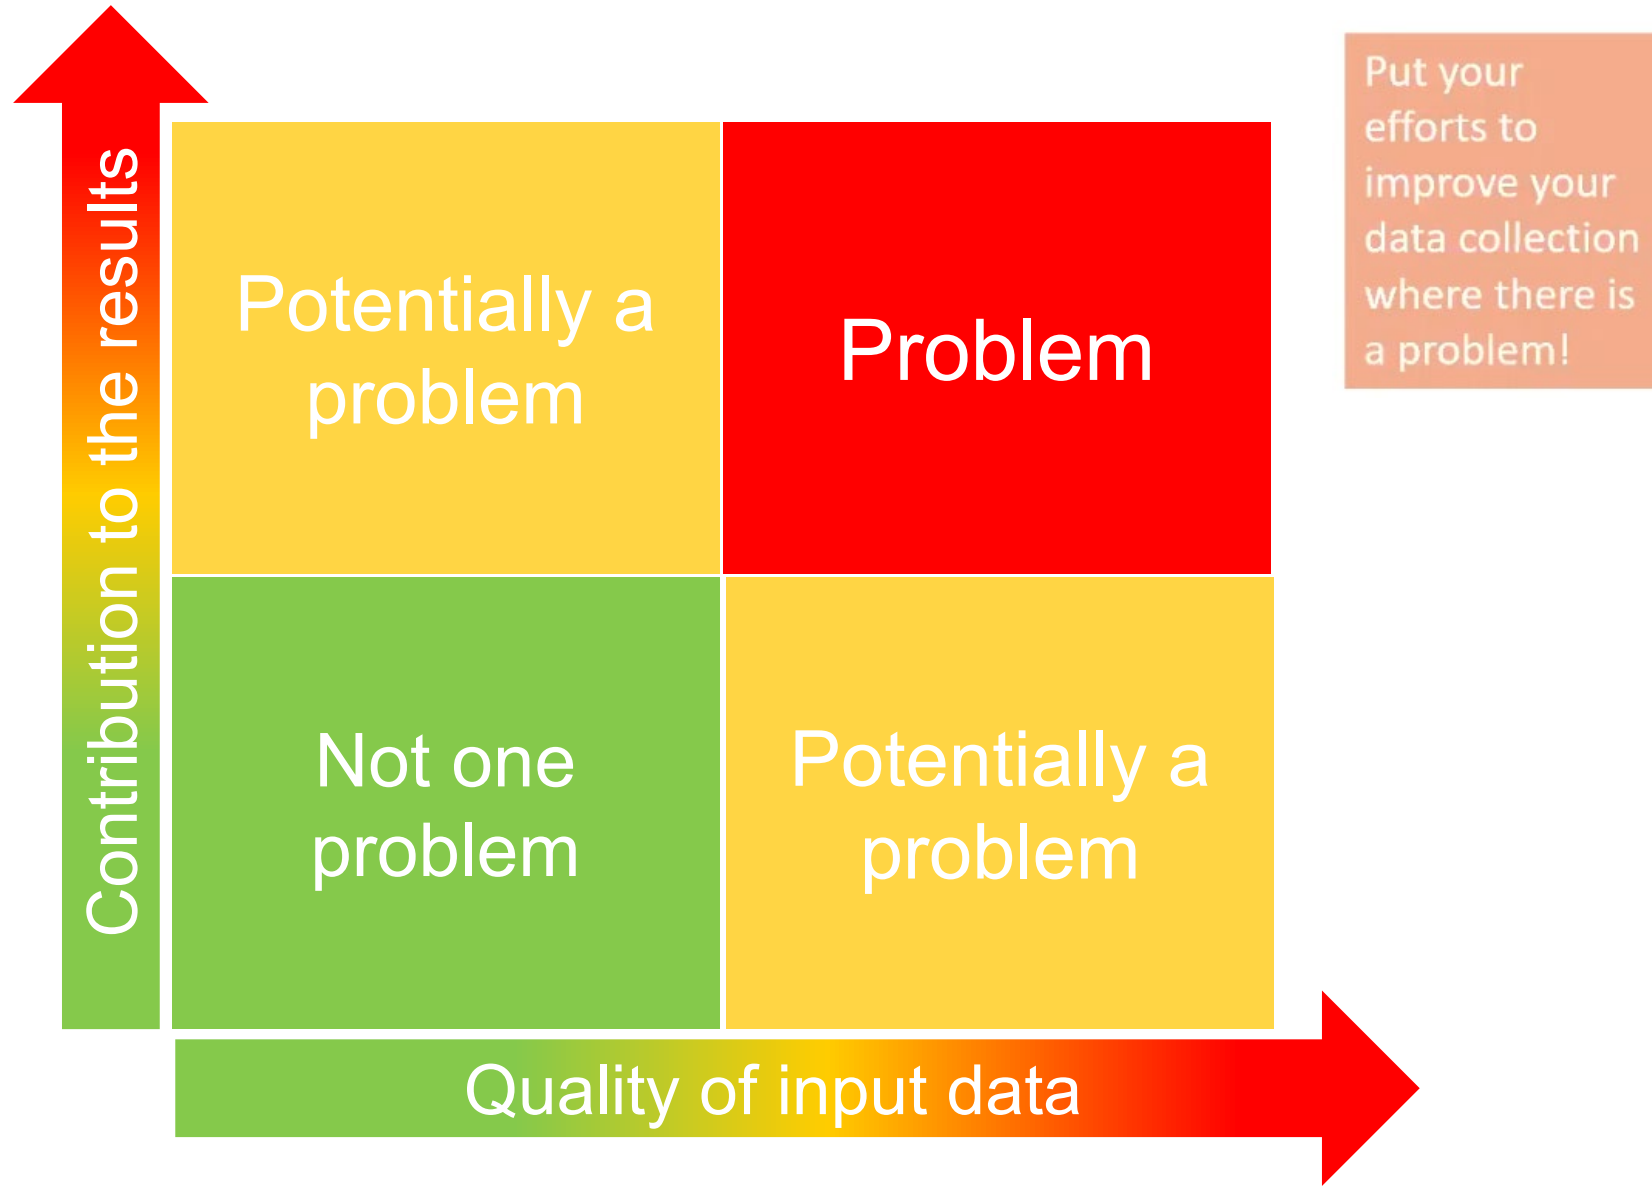 Contribution to the results
Potentially a
problem
Problem
Not one
problem
Potentially a
problem
Quality of input data
Put your
efforts to
improve your
data collection
where there is
a problem!